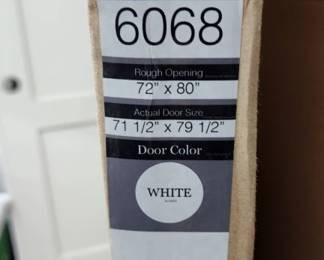 6068
Rough Opening
72" x 80"
Actual Door Size
71 1/2" x 79 1/2"
Door Color
WHITE